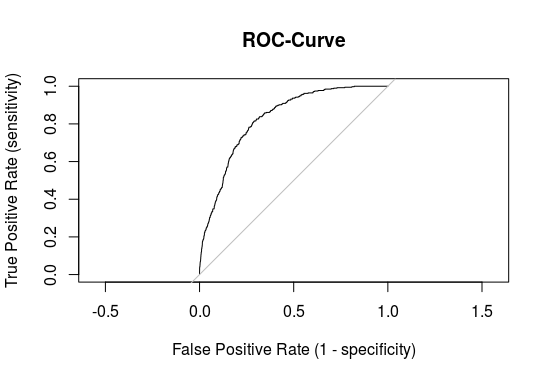 ROC-Curve
True Positive Rate (sensitivity)
1.0
0.8
0.6
0.4
0.2
0.0
-0.5 0.0 0.5 1.0 1.5
False Positive Rate (1 - specificity)